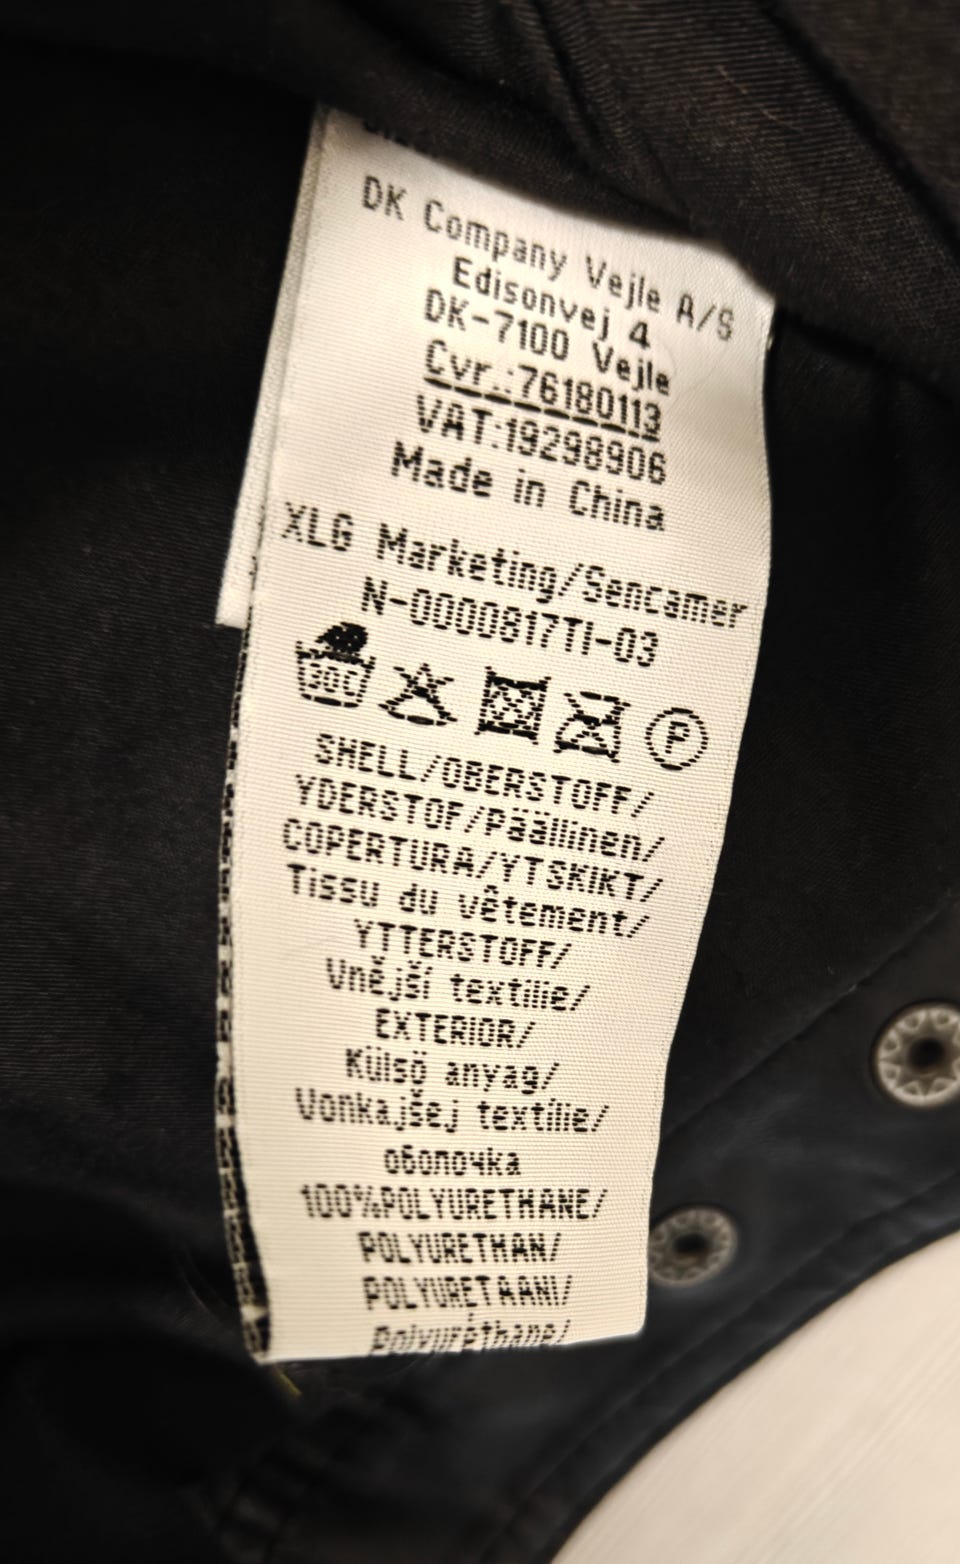 DK Company Vejle A/S
Edisonvej 4
DK-7100 Vejle
Cvr.:76180113
VAT:19298906
Made in China
XLG Marketing/Sencamer
N-0000817TI-03
30C
P
SHELL/OBERSTOFF/
YDERSTOF/Päällinen/
COPERTURA/YTSKIKT/
Tissu du vêtement/
YTTERSTOFF/
Vnější textilie/
EXTERIOR/
Külsö anyag/
Vonkajšej textílie/
оболочка
100%POLYURETHANE/
POLYURETHAN/
POLYURETAANI/
Polyuréthane/